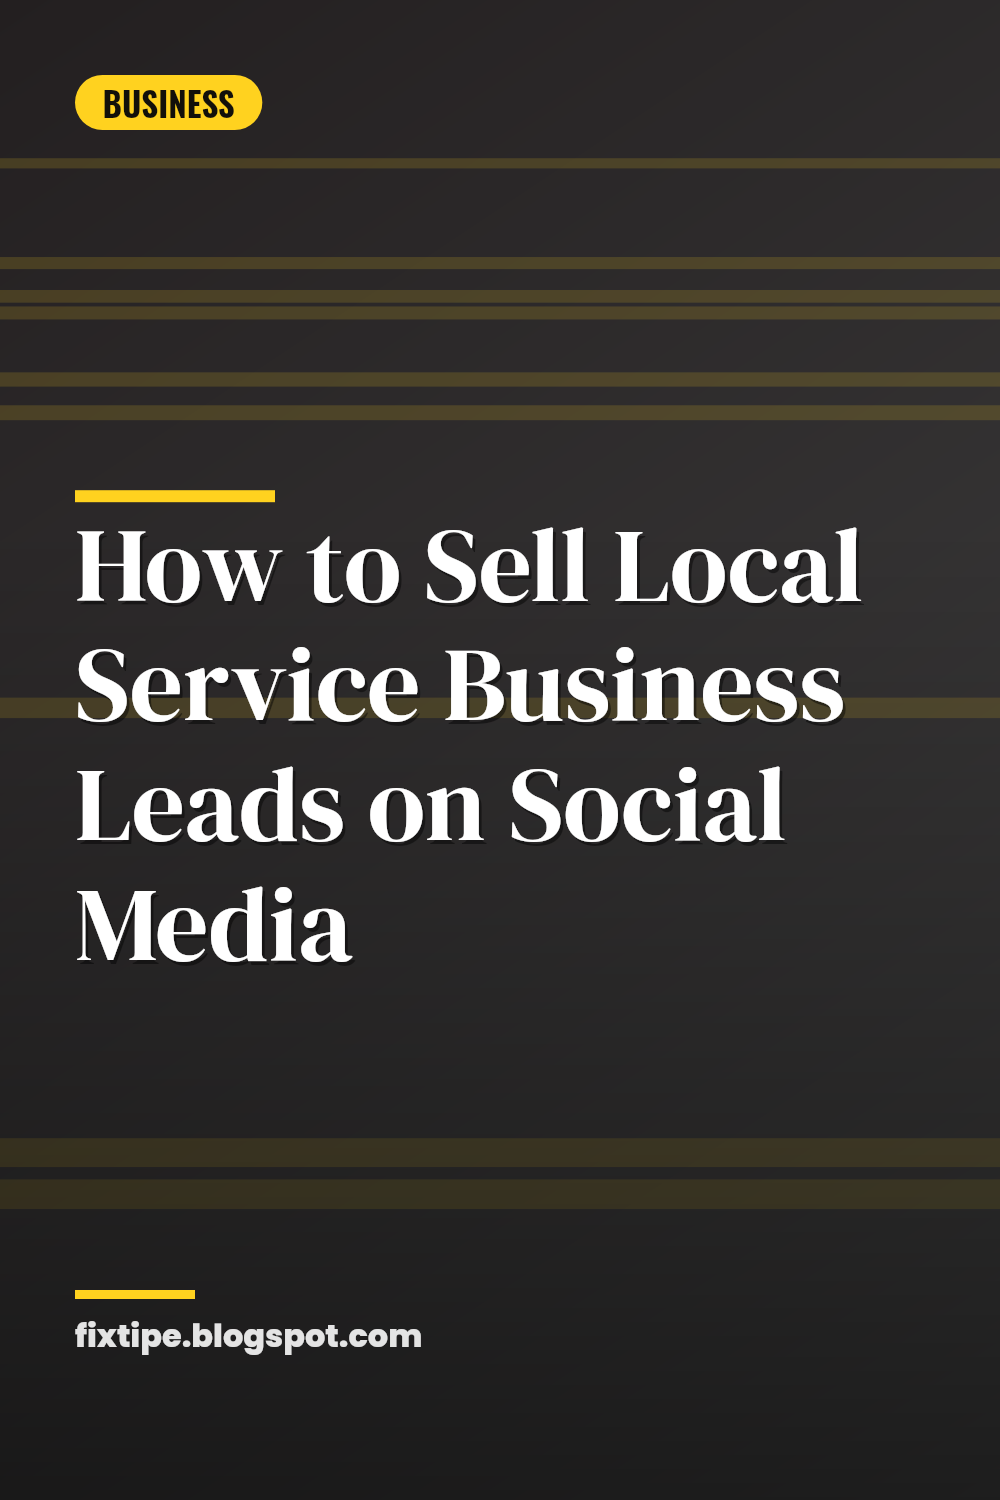 BUSINESS
How to Sell Local
Service Business
Leads on Social
Media
fixtipe.blogspot.com